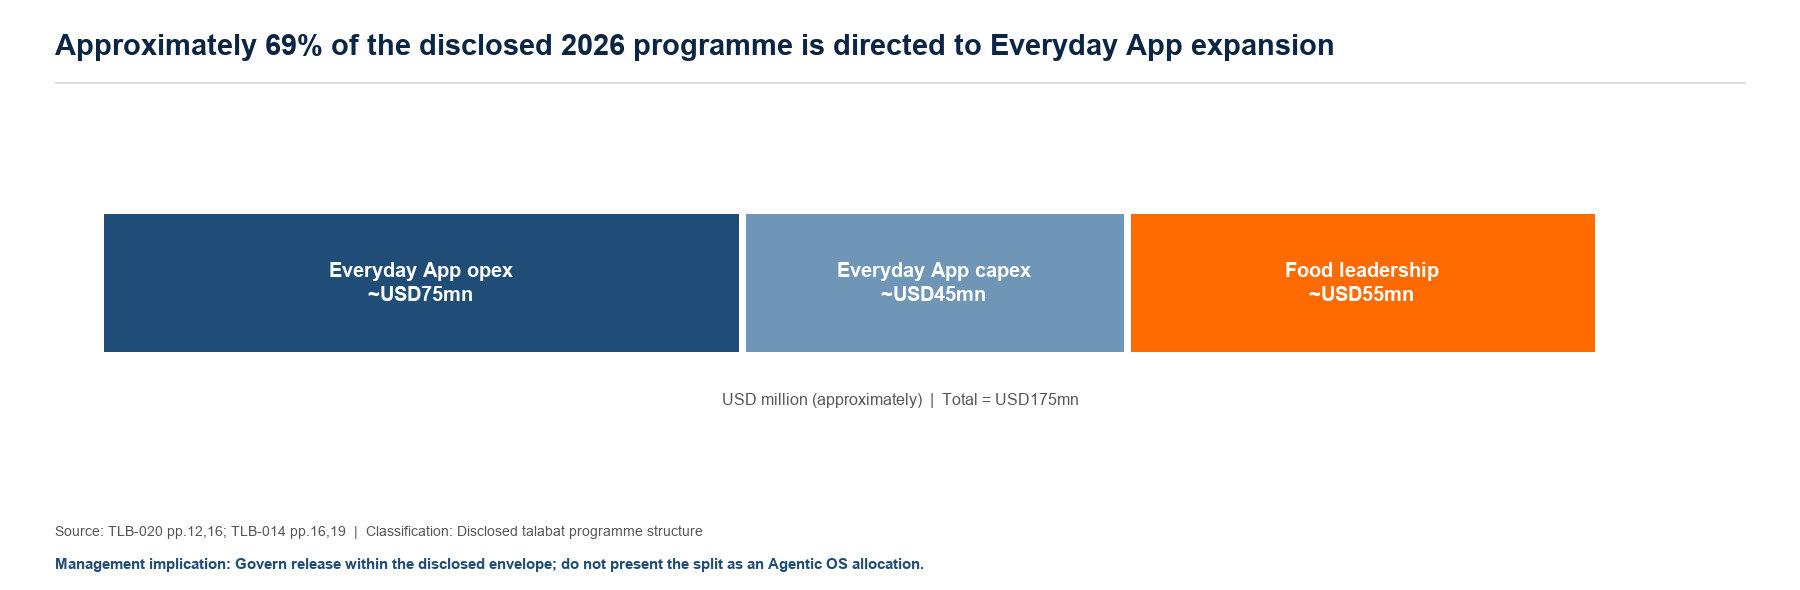 Approximately 69% of the disclosed 2026 programme is directed to Everyday App expansion
Everyday App opex
~USD75mn
Everyday App capex
~USD45mn
Food leadership
~USD55mn
USD million (approximately) | Total = USD175mn
Source: TLB-020 pp.12,16; TLB-014 pp.16,19 | Classification: Disclosed talabat programme structure
Management implication: Govern release within the disclosed envelope; do not present the split as an Agentic OS allocation.